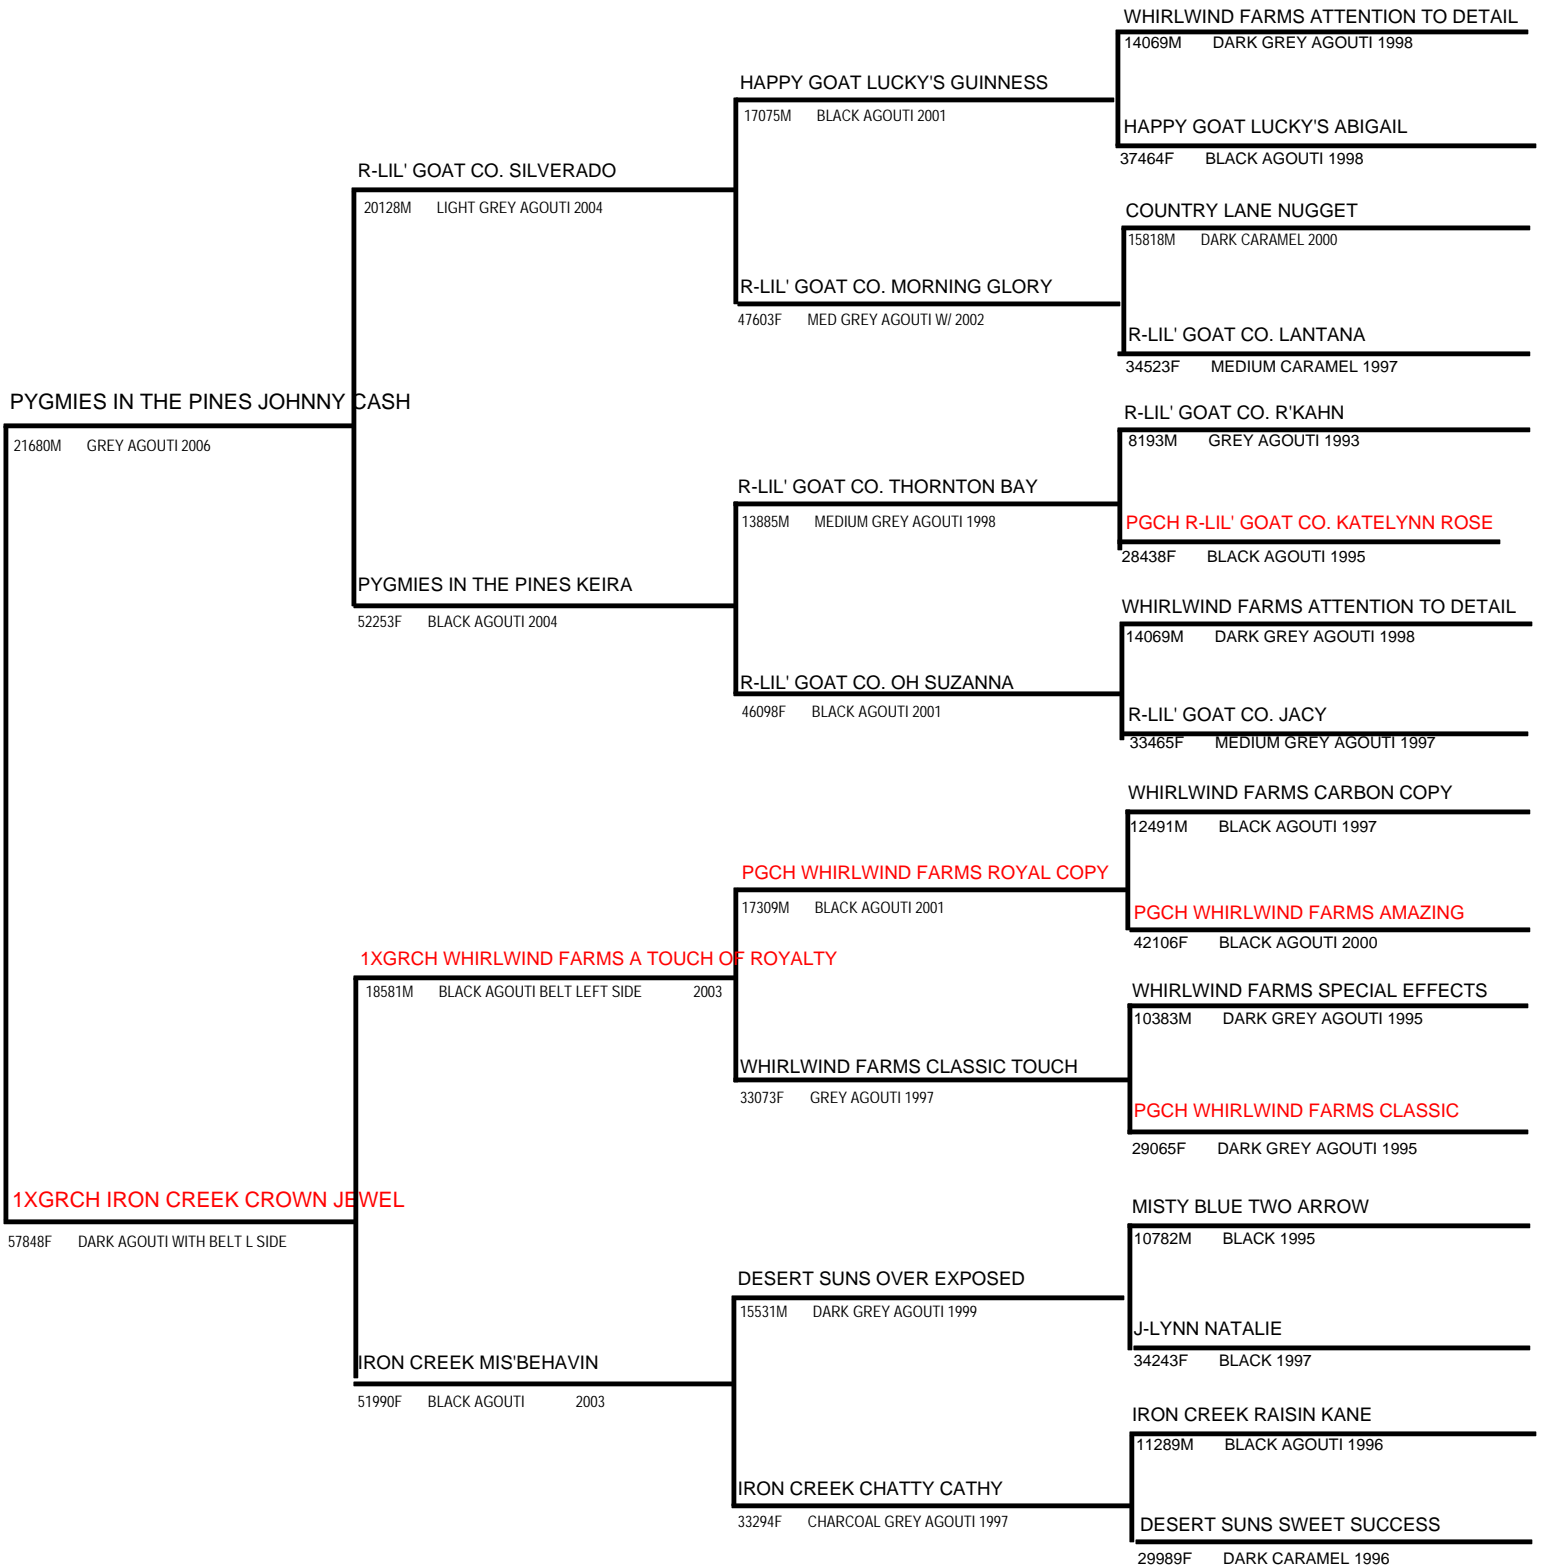 WHIRLWIND FARMS ATTENTION TO DETAIL
14069M DARK GREY AGOUTI 1998
HAPPY GOAT LUCKY'S GUINNESS
17075M BLACK AGOUTI 2001
HAPPY GOAT LUCKY'S ABIGAIL
37464F BLACK AGOUTI 1998
R-LIL' GOAT CO. SILVERADO
20128M LIGHT GREY AGOUTI 2004
COUNTRY LANE NUGGET
15818M DARK CARAMEL 2000
R-LIL' GOAT CO. MORNING GLORY
47603F MED GREY AGOUTI W/ 2002
R-LIL' GOAT CO. LANTANA
34523F MEDIUM CARAMEL 1997
PYGMIES IN THE PINES JOHNNY CASH
21680M GREY AGOUTI 2006
R-LIL' GOAT CO. R'KAHN
8193M GREY AGOUTI 1993
R-LIL' GOAT CO. THORNTON BAY
13885M MEDIUM GREY AGOUTI 1998
PGCH R-LIL' GOAT CO. KATELYNN ROSE
28438F BLACK AGOUTI 1995
PYGMIES IN THE PINES KEIRA
52253F BLACK AGOUTI 2004
WHIRLWIND FARMS ATTENTION TO DETAIL
14069M DARK GREY AGOUTI 1998
R-LIL' GOAT CO. OH SUZANNA
46098F BLACK AGOUTI 2001
R-LIL' GOAT CO. JACY
33465F MEDIUM GREY AGOUTI 1997
WHIRLWIND FARMS CARBON COPY
12491M BLACK AGOUTI 1997
PGCH WHIRLWIND FARMS ROYAL COPY
17309M BLACK AGOUTI 2001
PGCH WHIRLWIND FARMS AMAZING
42106F BLACK AGOUTI 2000
1XGRCH WHIRLWIND FARMS A TOUCH OF ROYALTY
18581M BLACK AGOUTI BELT LEFT SIDE 2003
WHIRLWIND FARMS SPECIAL EFFECTS
10383M DARK GREY AGOUTI 1995
WHIRLWIND FARMS CLASSIC TOUCH
33073F GREY AGOUTI 1997
PGCH WHIRLWIND FARMS CLASSIC
29065F DARK GREY AGOUTI 1995
1XGRCH IRON CREEK CROWN JEWEL
57848F DARK AGOUTI WITH BELT L SIDE
MISTY BLUE TWO ARROW
10782M BLACK 1995
DESERT SUNS OVER EXPOSED
15531M DARK GREY AGOUTI 1999
J-LYNN NATALIE
34243F BLACK 1997
IRON CREEK MIS'BEHAVIN
51990F BLACK AGOUTI 2003
IRON CREEK RAISIN KANE
11289M BLACK AGOUTI 1996
IRON CREEK CHATTY CATHY
33294F CHARCOAL GREY AGOUTI 1997
DESERT SUNS SWEET SUCCESS
29989F DARK CARAMEL 1996